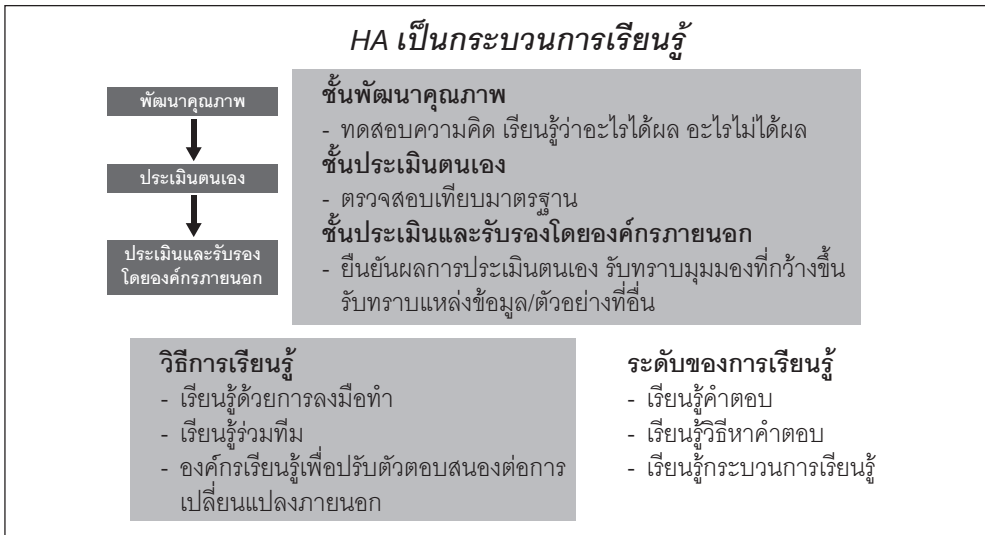 HA เป็นกระบวนการเรียนรู้
พัฒนาคุณภาพ
ประเมินตนเอง
ประเมินและรับรอง
โดยองค์กรภายนอก
ชั้นพัฒนาคุณภาพ
- ทดสอบความคิด เรียนรู้ว่าอะไรได้ผล อะไรไม่ได้ผล
ชั้นประเมินตนเอง
- ตรวจสอบเทียบมาตรฐาน
ชั้นประเมินและรับรองโดยองค์กรภายนอก
- ยืนยันผลการประเมินตนเอง รับทราบมุมมองที่กว้างขึ้น
รับทราบแหล่งข้อมูล/ตัวอย่างที่อื่น
วิธีการเรียนรู้
- เรียนรู้ด้วยการลงมือทำ
- เรียนรู้ร่วมทีม
- องค์กรเรียนรู้เพื่อปรับตัวตอบสนองต่อการ
เปลี่ยนแปลงภายนอก
ระดับของการเรียนรู้
- เรียนรู้คำตอบ
- เรียนรู้วิธีหาคำตอบ
- เรียนรู้กระบวนการเรียนรู้